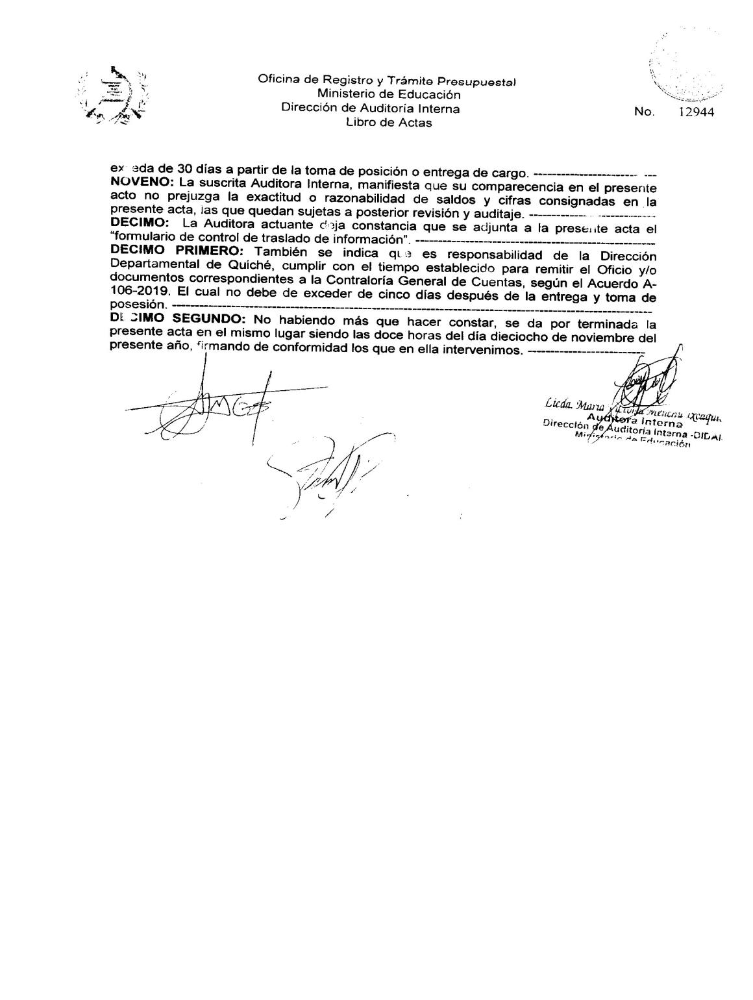 Oficina de Registro y Trámite Presupuestal
Ministerio de Educación
Dirección de Auditoría Interna
Libro de Actas
No. 12944
exceda de 30 días a partir de la toma de posición o entrega de cargo. ----------------------- ---
NOVENO: La suscrita Auditora Interna, manifiesta que su comparecencia en el presente
acto no prejuzga la exactitud o razonabilidad de saldos y cifras consignadas en la
presente acta, las que quedan sujetas a posterior revisión y auditaje. ------------- -------------
DECIMO: La Auditora actuante deja constancia que se adjunta a la presente acta el
“formulario de control de traslado de información”. ------------------------------------------------------
DECIMO PRIMERO: También se indica que es responsabilidad de la Dirección
Departamental de Quiché, cumplir con el tiempo establecido para remitir el Oficio y/o
documentos correspondientes a la Contraloría General de Cuentas, según el Acuerdo A-
106-2019. El cual no debe de exceder de cinco días después de la entrega y toma de
posesión. ------------------------------------------------------------------------------------------------------------
DECIMO SEGUNDO: No habiendo más que hacer constar, se da por terminada la
presente acta en el mismo lugar siendo las doce horas del día dieciocho de noviembre del
presente año, firmando de conformidad los que en ella intervenimos. --------------------------
Licda. María
Auditora Interna
Dirección de Auditoría Interna -DIDAI-
Ministerio de Educación